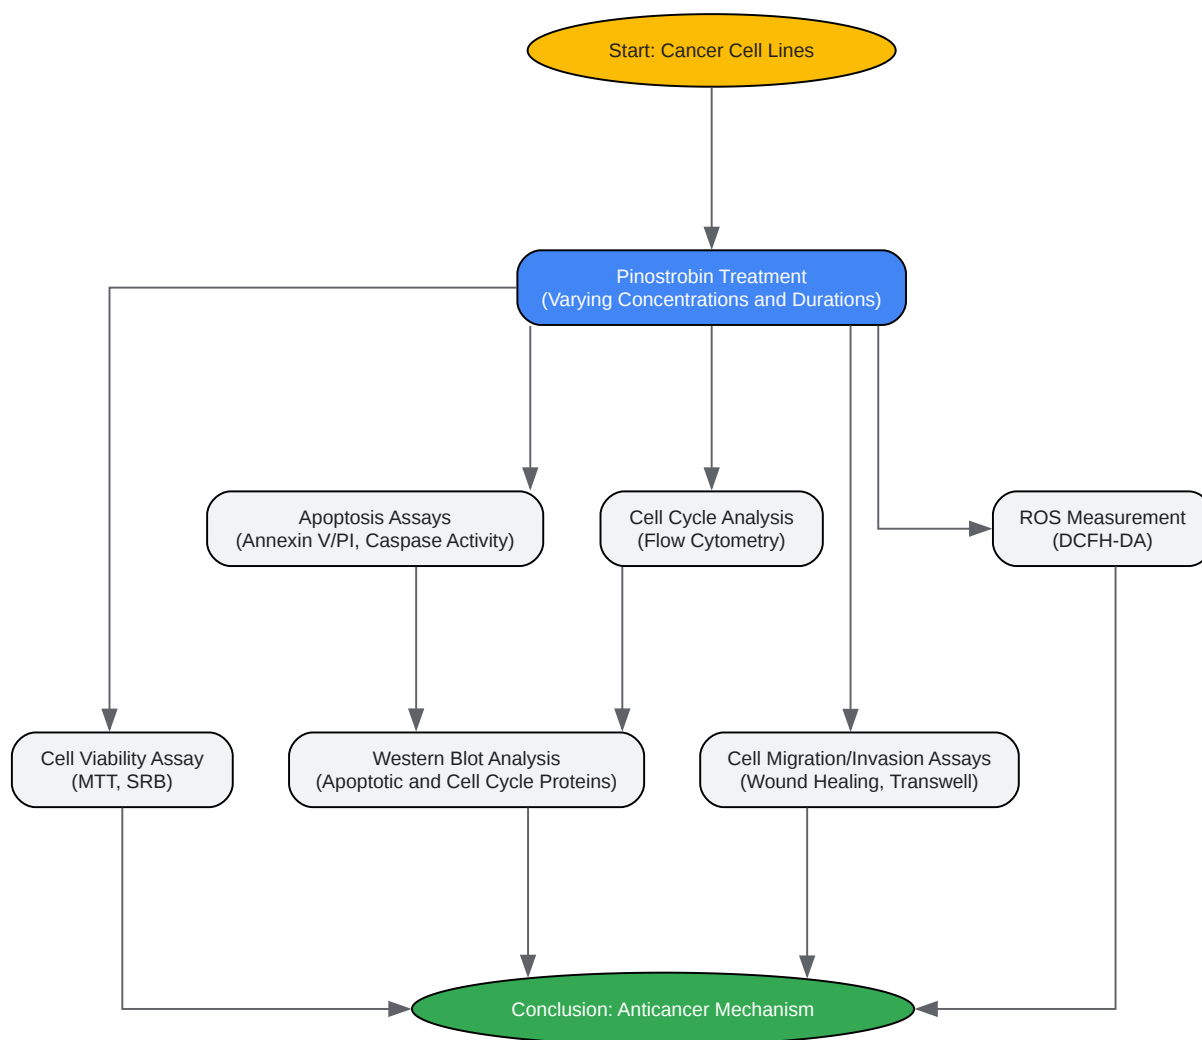 Start: Cancer Cell Lines
Pinostrobin Treatment
(Varying Concentrations and Durations)
Apoptosis Assays
(Annexin V/PI, Caspase Activity)
Cell Cycle Analysis
(Flow Cytometry)
ROS Measurement
(DCFH-DA)
Cell Viability Assay
(MTT, SRB)
Western Blot Analysis
(Apoptotic and Cell Cycle Proteins)
Cell Migration/Invasion Assays
(Wound Healing, Transwell)
Conclusion: Anticancer Mechanism